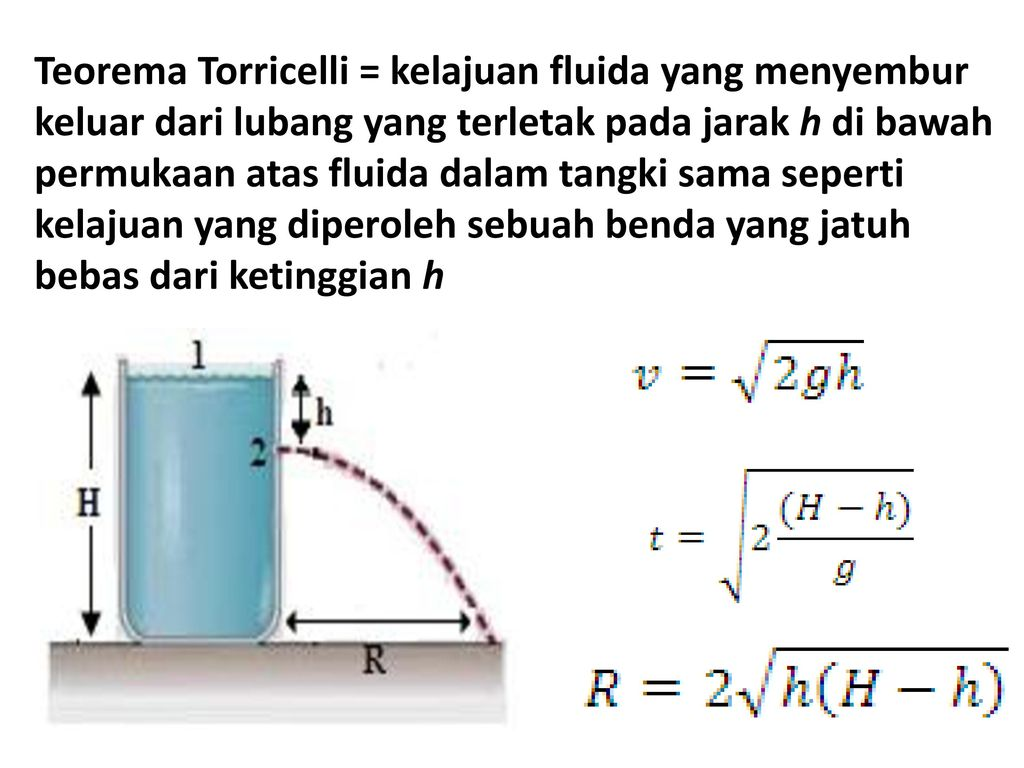 Teorema Torricelli = kelajuan fluida yang menyembur
keluar dari lubang yang terletak pada jarak h di bawah
permukaan atas fluida dalam tangki sama seperti
kelajuan yang diperoleh sebuah benda yang jatuh
bebas dari ketinggian h
1
h
2
H
R
v = √2gh
t = √2 (H − h)/g
R = 2√h(H − h)